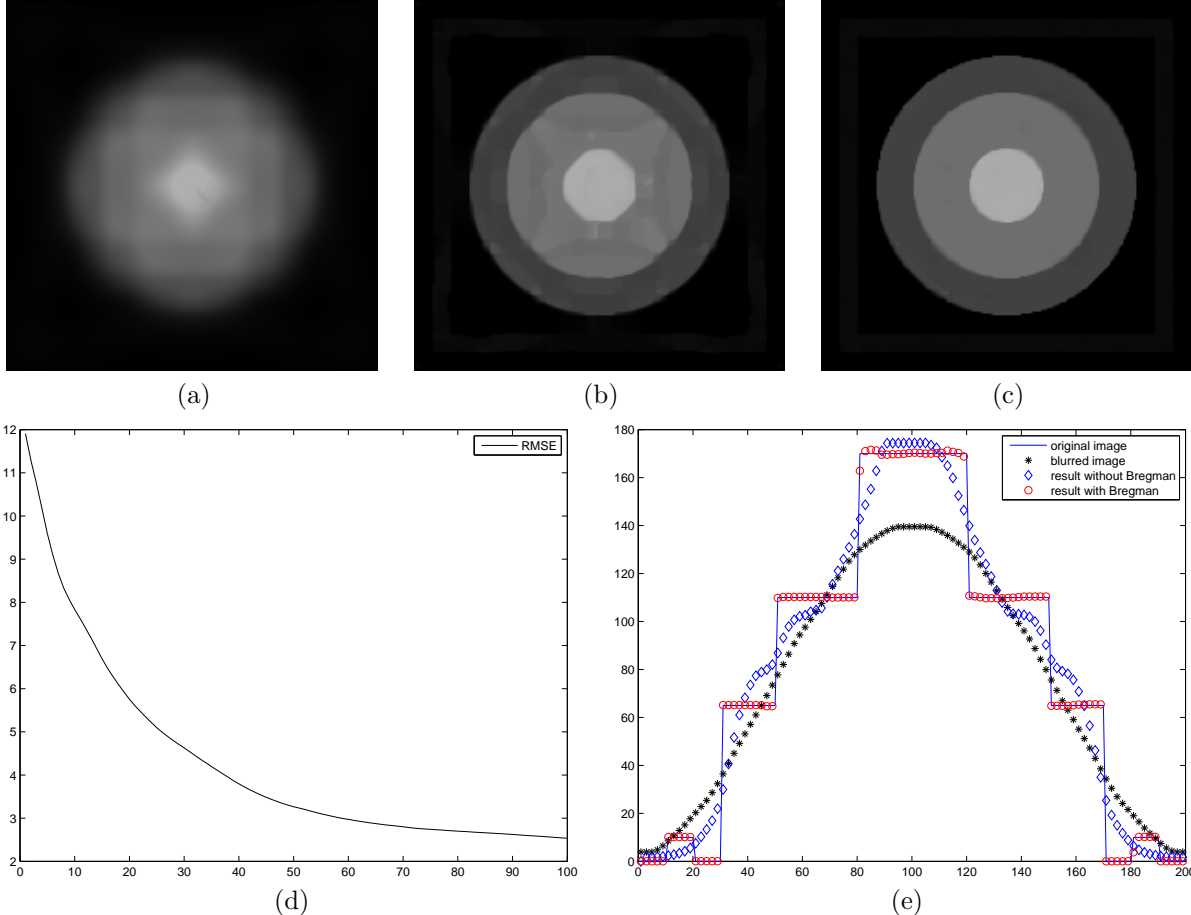 (a)
(b)
(c)
12
11
10
9
8
7
6
5
4
3
2
0 10 20 30 40 50 60 70 80 90 100
RMSE
(d)
180
160
140
120
100
80
60
40
20
0
0 20 40 60 80 100 120 140 160 180 200
original image
blurred image
result without Bregman
result with Bregman
(e)